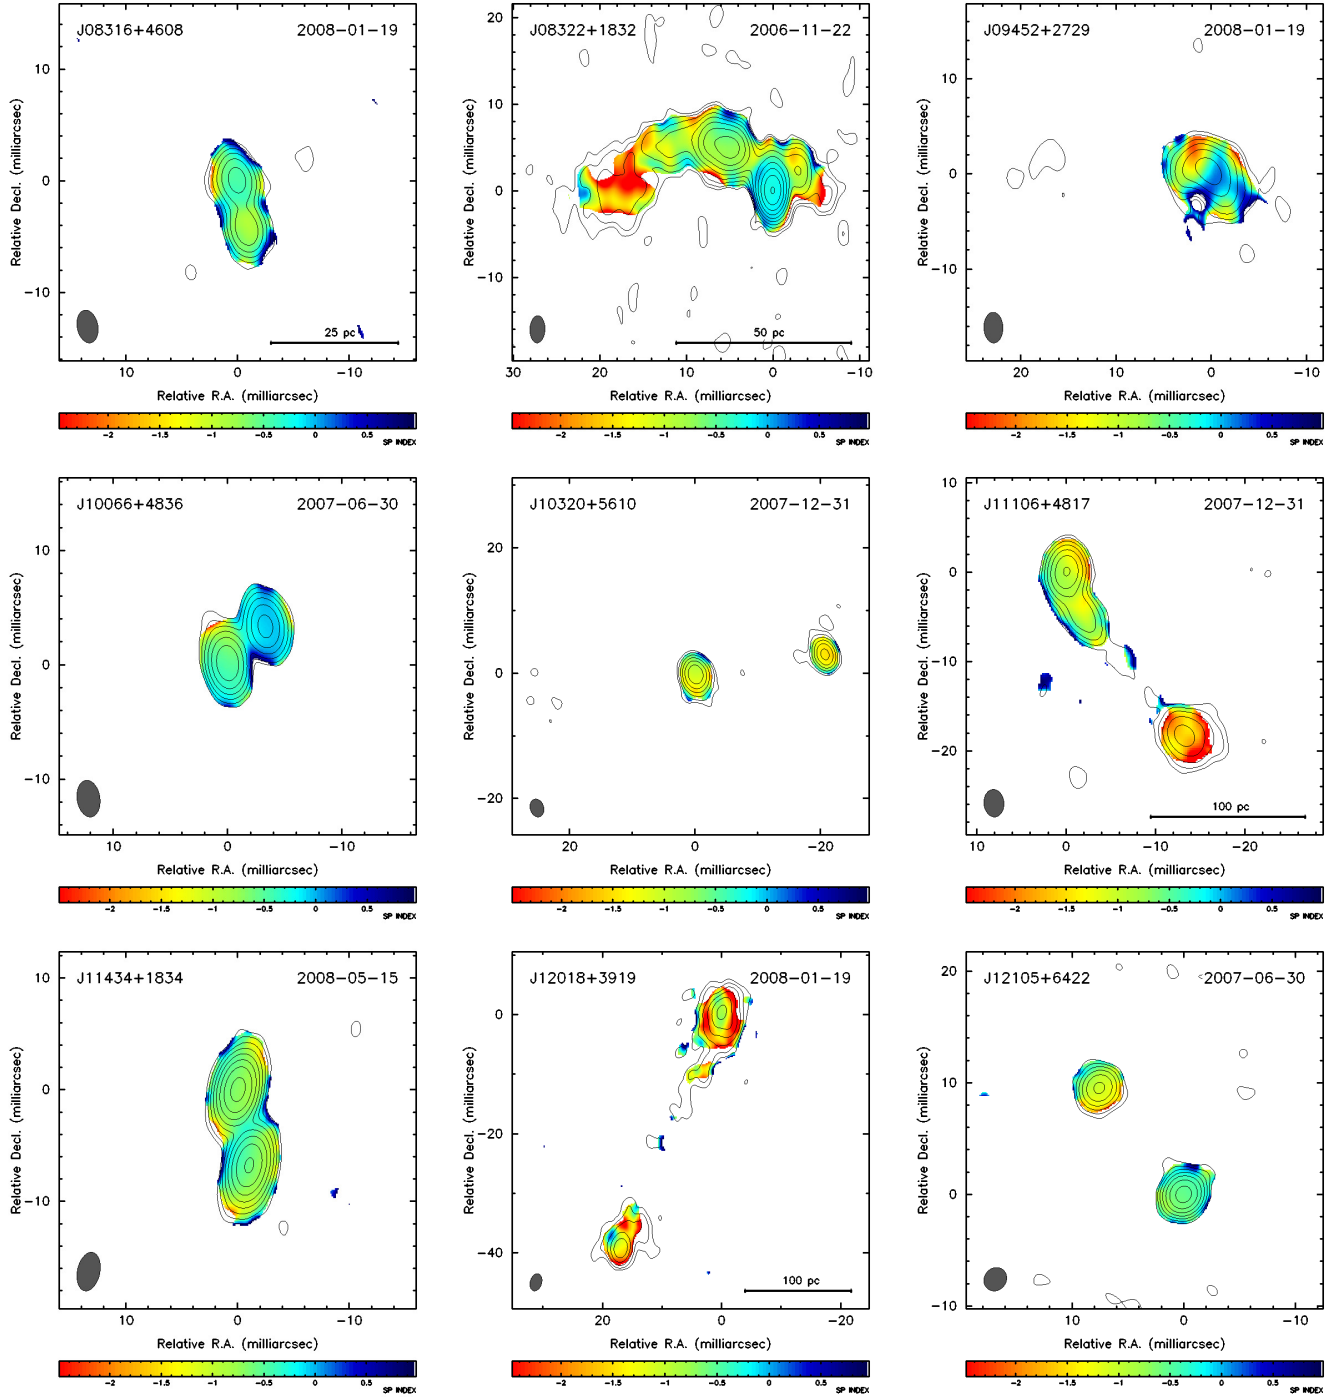 J08316+4608 2008-01-19
Relative Decl. (milliarcsec)
10
0
-10
25 pc
10 0 -10
Relative R.A. (milliarcsec)
-2 -1.5 -1 -0.5 0 0.5
SP INDEX
J08322+1832 2006-11-22
Relative Decl. (milliarcsec)
20
10
0
-10
50 pc
30 20 10 0 -10
Relative R.A. (milliarcsec)
-2 -1.5 -1 -0.5 0 0.5
SP INDEX
J09452+2729 2008-01-19
Relative Decl. (milliarcsec)
10
0
-10
20 10 0 -10
Relative R.A. (milliarcsec)
-2 -1.5 -1 -0.5 0 0.5
SP INDEX
J10066+4836 2007-06-30
Relative Decl. (milliarcsec)
10
0
-10
10 0 -10
Relative R.A. (milliarcsec)
-2 -1.5 -1 -0.5 0 0.5
SP INDEX
J10320+5610 2007-12-31
Relative Decl. (milliarcsec)
20
0
-20
20 0 -20
Relative R.A. (milliarcsec)
-2 -1.5 -1 -0.5 0 0.5
SP INDEX
J11106+4817 2007-12-31
Relative Decl. (milliarcsec)
10
0
-10
-20
100 pc
10 0 -10 -20
Relative R.A. (milliarcsec)
-2 -1.5 -1 -0.5 0 0.5
SP INDEX
J11434+1834 2008-05-15
Relative Decl. (milliarcsec)
10
0
-10
10 0 -10
Relative R.A. (milliarcsec)
-2 -1.5 -1 -0.5 0 0.5
SP INDEX
J12018+3919 2008-01-19
Relative Decl. (milliarcsec)
0
-20
-40
100 pc
20 0 -20
Relative R.A. (milliarcsec)
-2 -1.5 -1 -0.5 0 0.5
SP INDEX
J12105+6422 2007-06-30
Relative Decl. (milliarcsec)
20
10
0
-10
10 0 -10
Relative R.A. (milliarcsec)
-2 -1.5 -1 -0.5 0 0.5
SP INDEX